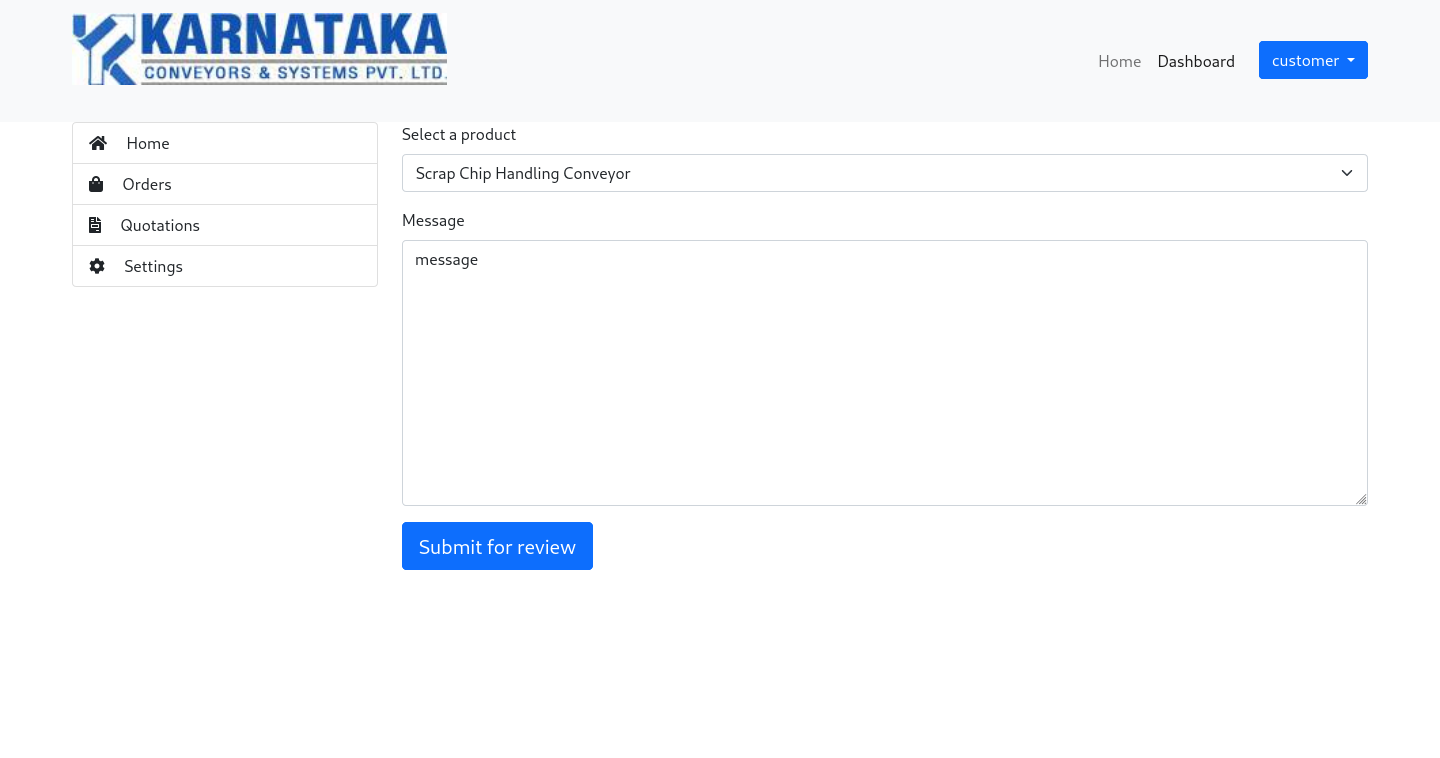 KARNATAKA
CONVEYORS & SYSTEMS PVT. LTD.
Home Dashboard customer
Home
Orders
Quotations
Settings
Select a product
Scrap Chip Handling Conveyor
Message
message
Submit for review